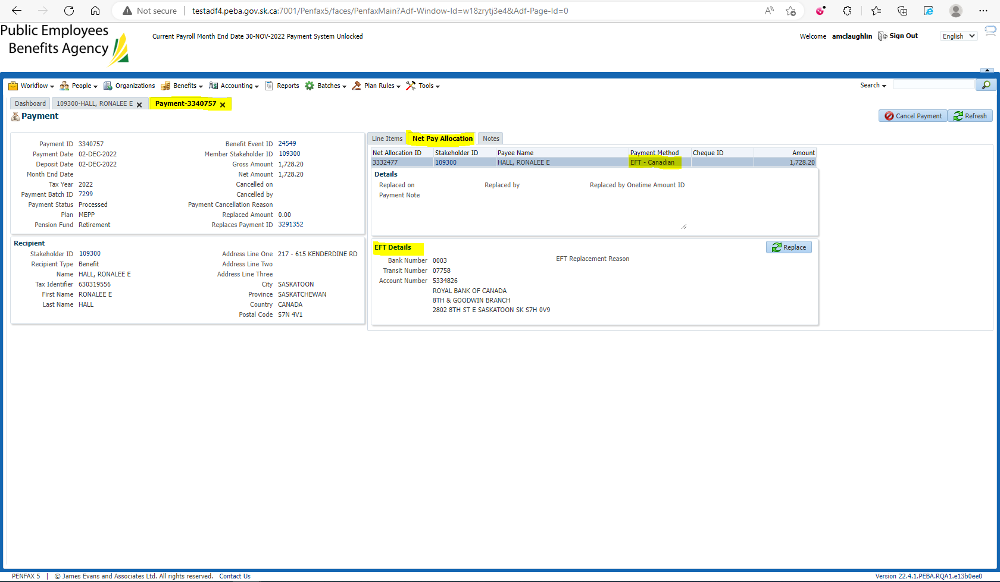 Not secure | testadf4.peba.gov.sk.ca:7001/Penfax5/faces/PenfaxMain?Adf-Window-Id=w18zrytj3e4&Adf-Page-Id=0
Public Employees
Benefits Agency
Current Payroll Month End Date 30-NOV-2022 Payment System Unlocked
Welcome amclaughlin Sign Out English
Workflow People Organizations Benefits Accounting Reports Batches Plan Rules Tools Search
Dashboard 109300-HALL, RONALEE E Payment-3340757
Payment
Cancel Payment Refresh
Payment ID 3340757 Benefit Event ID 24549
Payment Date 02-DEC-2022 Member Stakeholder ID 109300
Deposit Date 02-DEC-2022 Gross Amount 1,728.20
Month End Date Net Amount 1,728.20
Tax Year 2022 Cancelled on
Payment Batch ID 7299 Cancelled by
Payment Status Processed Payment Cancellation Reason
Plan MEPP Replaced Amount 0.00
Pension Fund Retirement Replaces Payment ID 3291352
Recipient
Stakeholder ID 109300 Address Line One 217 - 615 KENDERDINE RD
Recipient Type Benefit Address Line Two
Name HALL, RONALEE E Address Line Three
Tax Identifier 630319556 City SASKATOON
First Name RONALEE E Province SASKATCHEWAN
Last Name HALL Country CANADA
Postal Code S7N 4V1
Line Items Net Pay Allocation Notes
Net Allocation ID Stakeholder ID Payee Name Payment Method Cheque ID Amount
3332477 109300 HALL, RONALEE E EFT - Canadian 1,728.20
Details
Replaced on Replaced by Replaced by Onetime Amount ID
Payment Note
EFT Details
Replace
Bank Number 0003 EFT Replacement Reason
Transit Number 07758
Account Number 5334826
ROYAL BANK OF CANADA
8TH & GOODWIN BRANCH
2802 8TH ST E SASKATOON SK S7H 0V9
PENFAX 5 | © James Evans and Associates Ltd. All rights reserved. Contact Us
Version 22.4.1.PEBA.RQA1.e13b0ee0